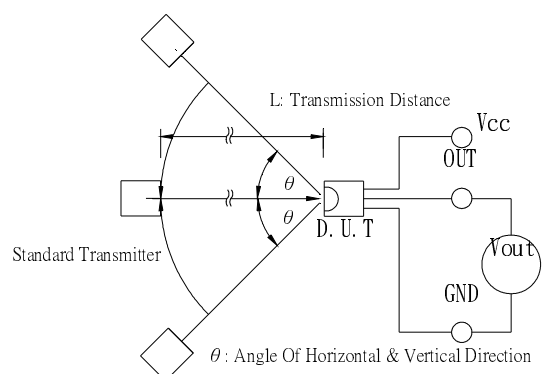 L: Transmission Distance
Vcc
OUT
θ
θ
D.U.T
Vout
Standard Transmitter
GND
θ: Angle Of Horizontal & Vertical Direction